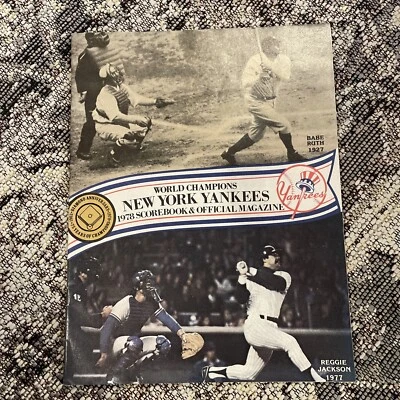 BABE
RUTH
1927
WORLD CHAMPIONS
NEW YORK YANKEES
1978 SCOREBOOK & OFFICIAL MAGAZINE
Yankees
REGGIE
JACKSON
1977